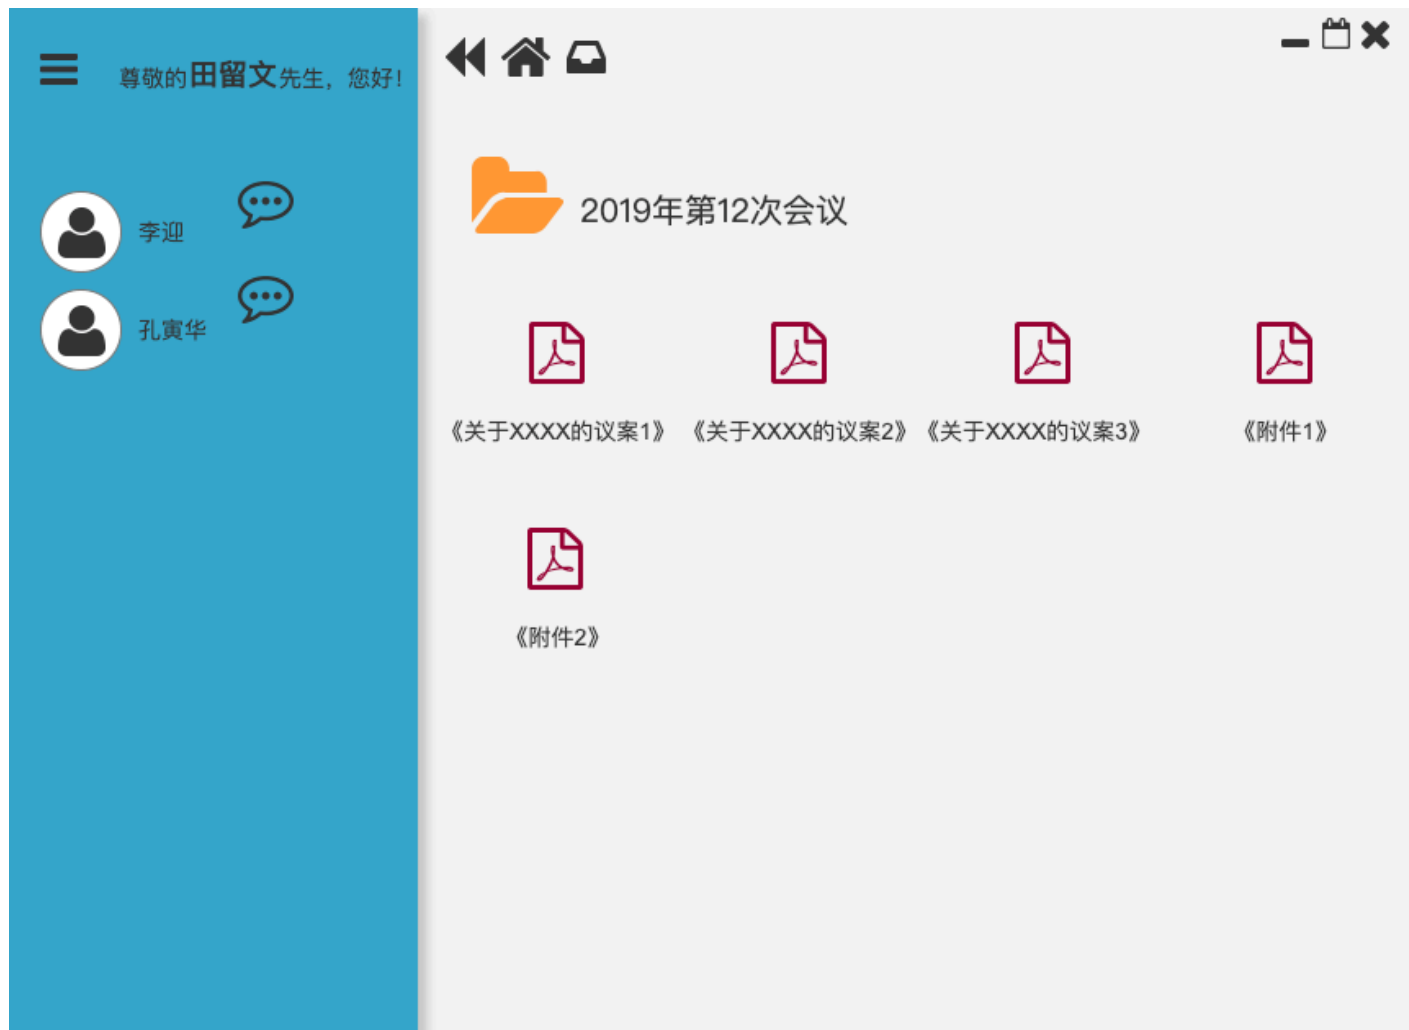 尊敬的田留文先生，您好！
李迎
孔寅华
2019年第12次会议
《关于XXXX的议案1》 《关于XXXX的议案2》 《关于XXXX的议案3》 《附件1》
《附件2》